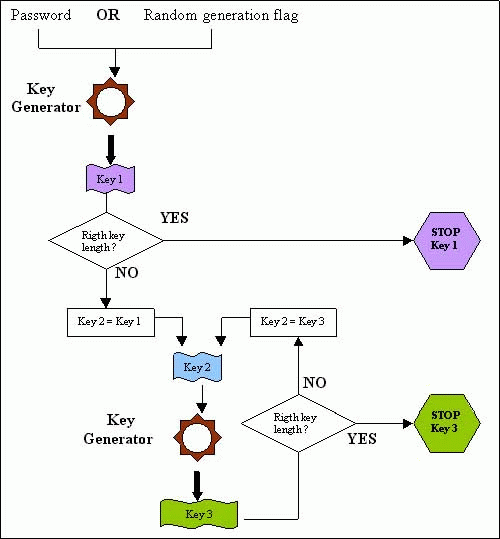 Password OR Random generation flag
Key
Generator
Key 1
Rigth key
length?
YES
STOP
Key 1
NO
Key 2 = Key 1
Key 2 = Key 3
Key 2
NO
Key
Generator
Rigth key
length?
YES
STOP
Key 3
Key 3